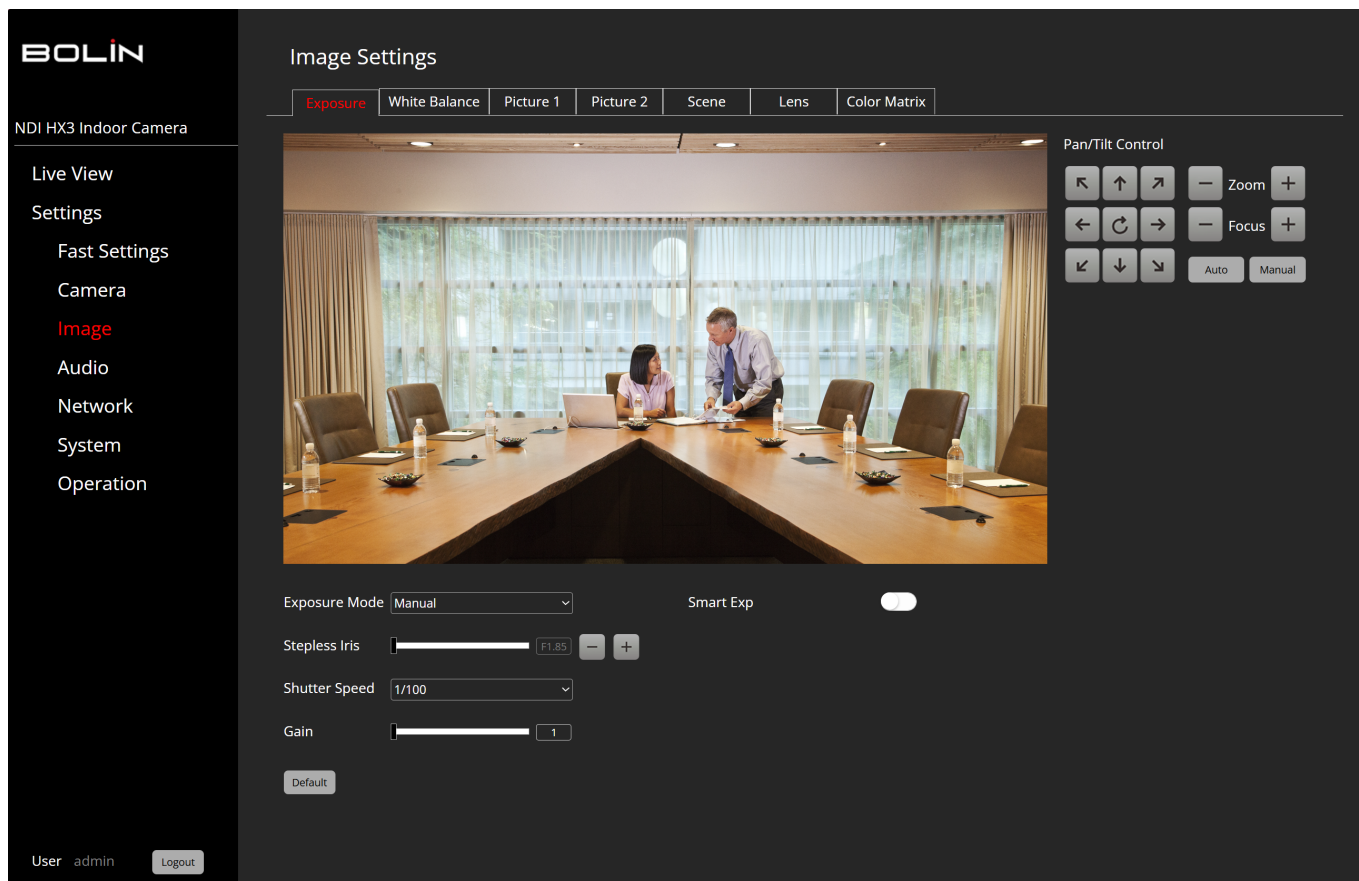 BOLIN
NDI HX3 Indoor Camera
Live View
Settings
Fast Settings
Camera
Image
Audio
Network
System
Operation
User admin
Logout
Image Settings
Exposure White Balance Picture 1 Picture 2 Scene Lens Color Matrix
Pan/Tilt Control
Zoom
Focus
Auto Manual
Exposure Mode Manual
Smart Exp
Stepless Iris F1.85
Shutter Speed 1/100
Gain 1
Default